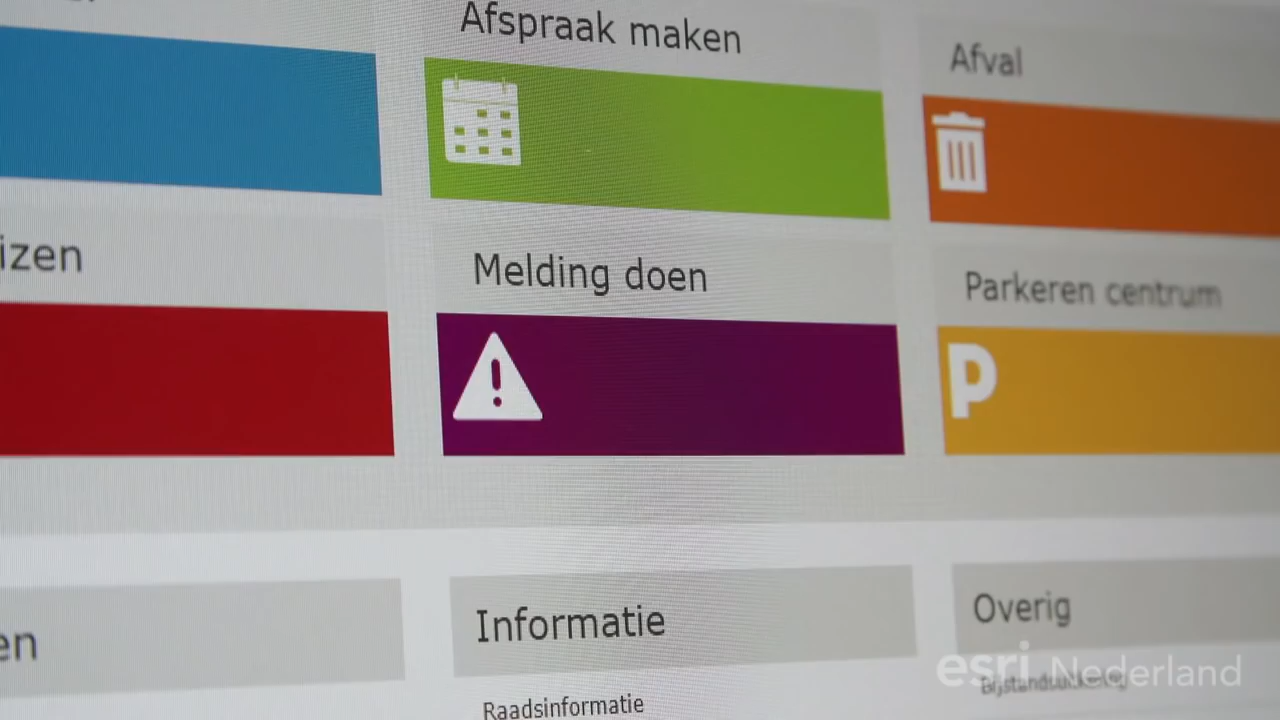 Afspraak maken
Afval
izen
Melding doen
Parkeren centrum
P
en
Informatie
Overig
esri Nederland
Raadsinformatie